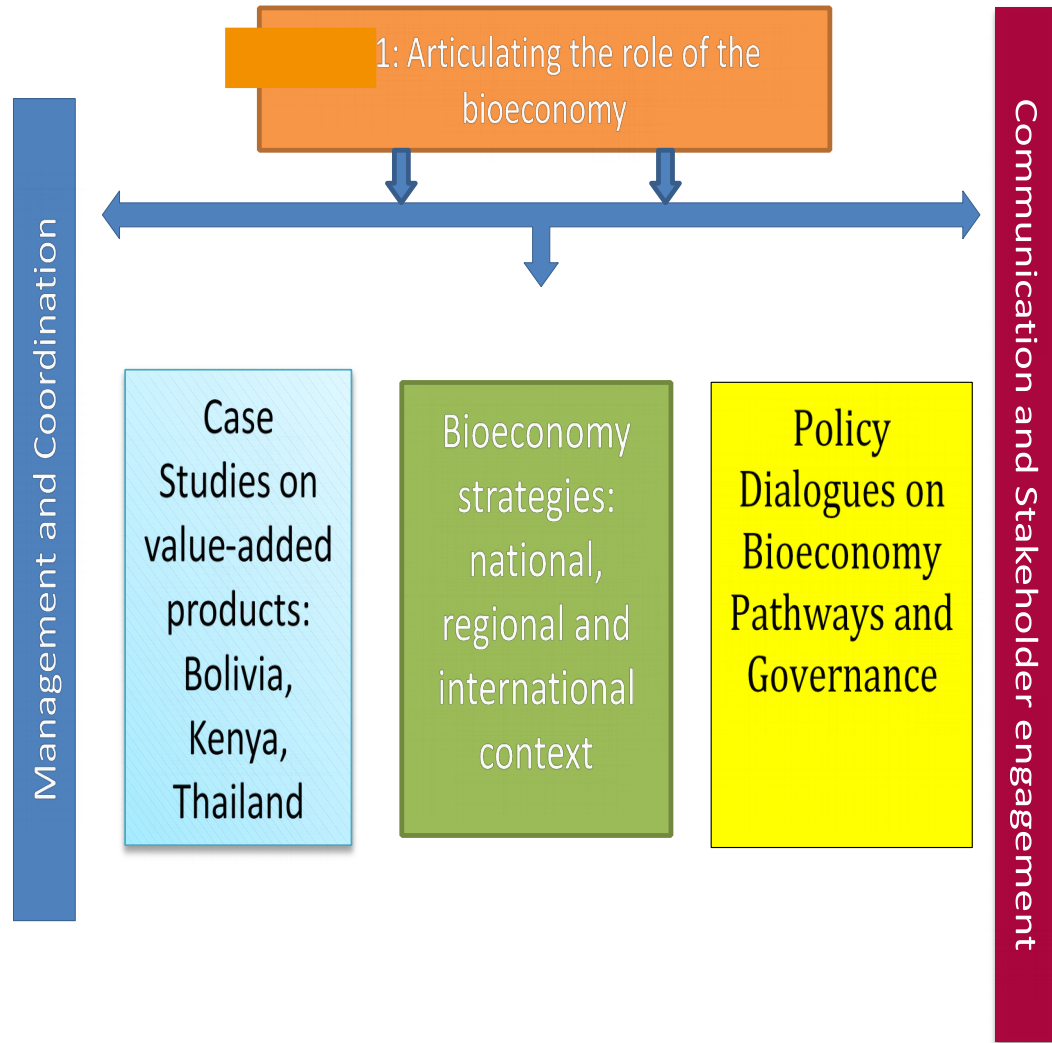 1: Articulating the role of the
bioeconomy
Management and Coordination
Case
Studies on
value-added
products:
Bolivia,
Kenya,
Thailand
Bioeconomy
strategies:
national,
regional and
international
context
Policy
Dialogues on
Bioeconomy
Pathways and
Governance
Communication and Stakeholder engagement